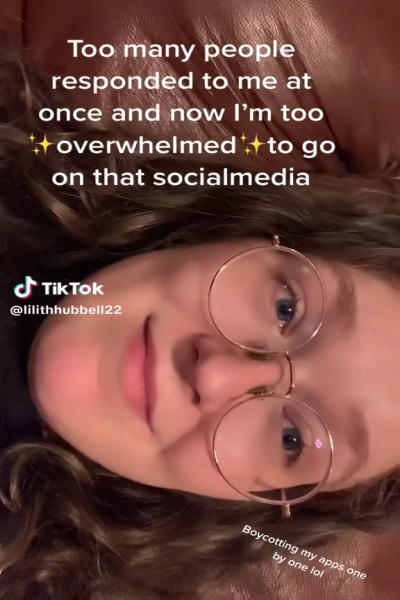 Too many people
responded to me at
once and now I'm too
✨overwhelmed✨to go
on that socialmedia
TikTok
@lilithhubbell22
Boycotting my apps one
by one lol